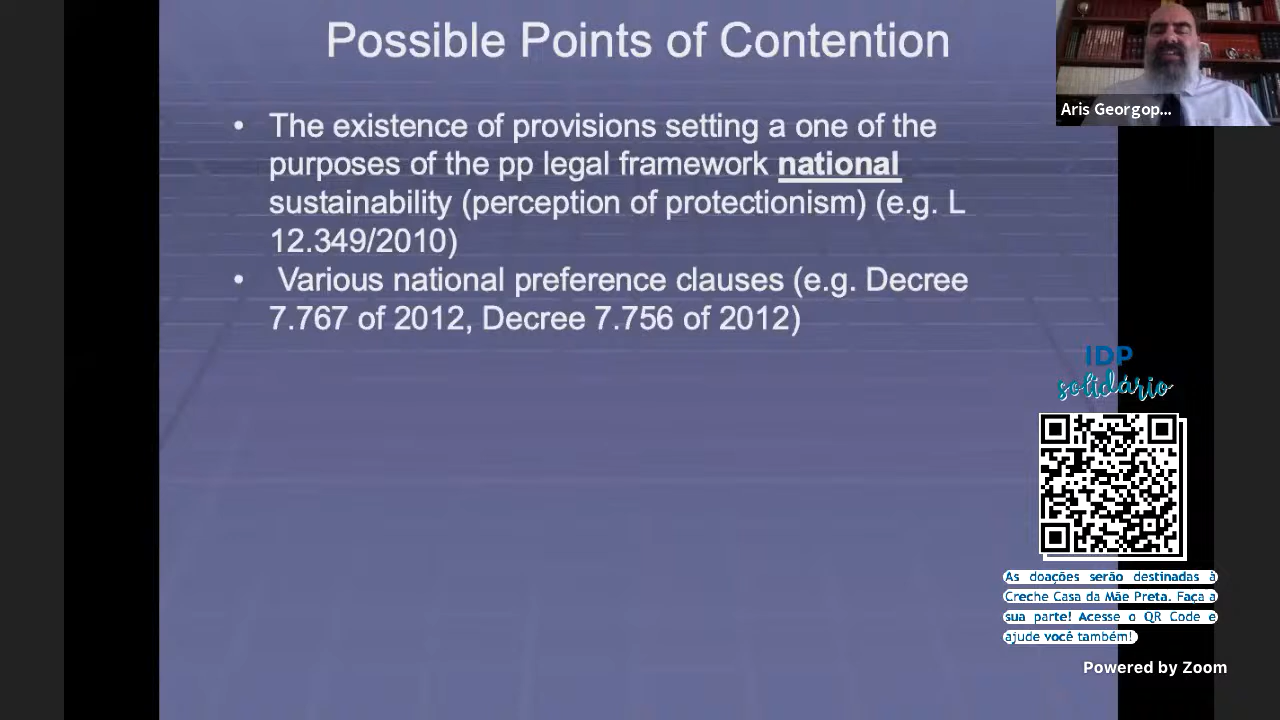 Possible Points of Contention
• The existence of provisions setting a one of the
purposes of the pp legal framework national
sustainability (perception of protectionism) (e.g. L
12.349/2010)
• Various national preference clauses (e.g. Decree
7.767 of 2012, Decree 7.756 of 2012)
Aris Georgop...
IDP
solidário
As doações serão destinadas à
Creche Casa da Mãe Preta. Faça a
sua parte! Acesse o QR Code e
ajude você também!
Powered by Zoom